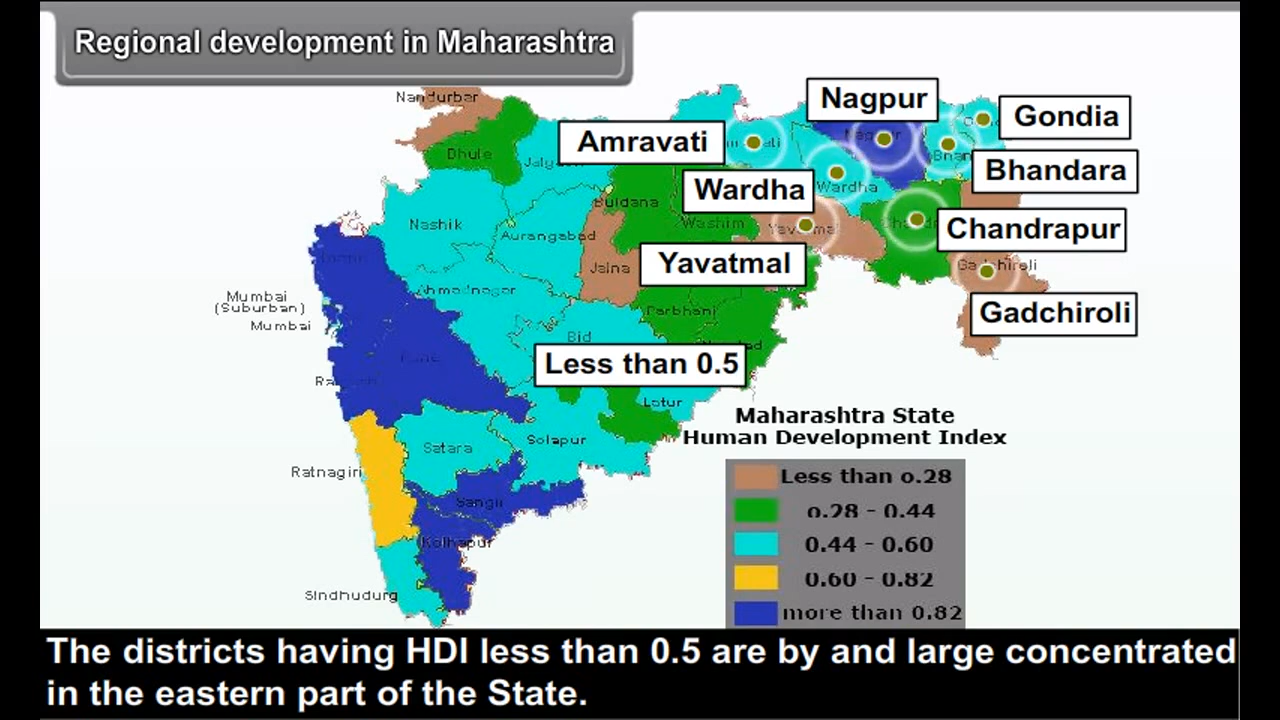 Regional development in Maharashtra
Nandurbar
Nagpur
Gondia
Amravati
Dhule
Bhandara
Wardha
Wardha
Buldana
Nashik
Aurangabad
Washim
Chandrapur
Jalna
Yavatmal
Gadchiroli
Ahmadnagar
Mumbai
(Suburban)
Mumbai
Parbhani
Gadchiroli
Bid
Less than 0.5
Pune
Latur
Maharashtra State
Human Development Index
Solapur
Satara
Ratnagiri
Less than o.28
Sangli
o.28 - 0.44
Kolhapur
0.44 - 0.60
0.60 - 0.82
Sindhudurg
more than 0.82
The districts having HDI less than 0.5 are by and large concentrated
in the eastern part of the State.